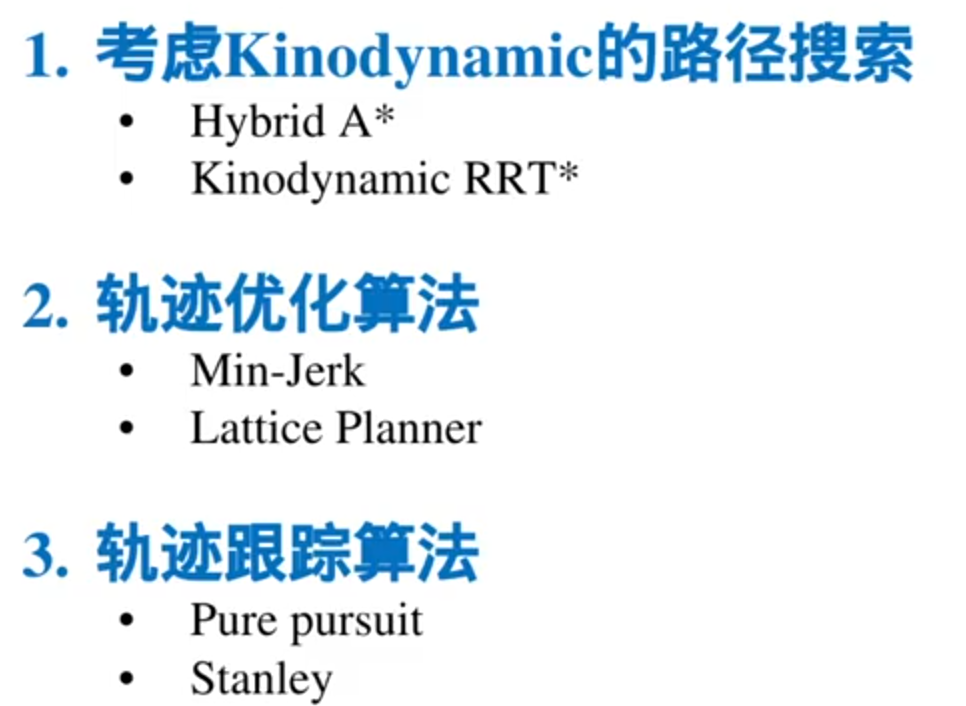 1. 考虑Kinodynamic的路径搜索
• Hybrid A*
• Kinodynamic RRT*
2. 轨迹优化算法
• Min-Jerk
• Lattice Planner
3. 轨迹跟踪算法
• Pure pursuit
• Stanley